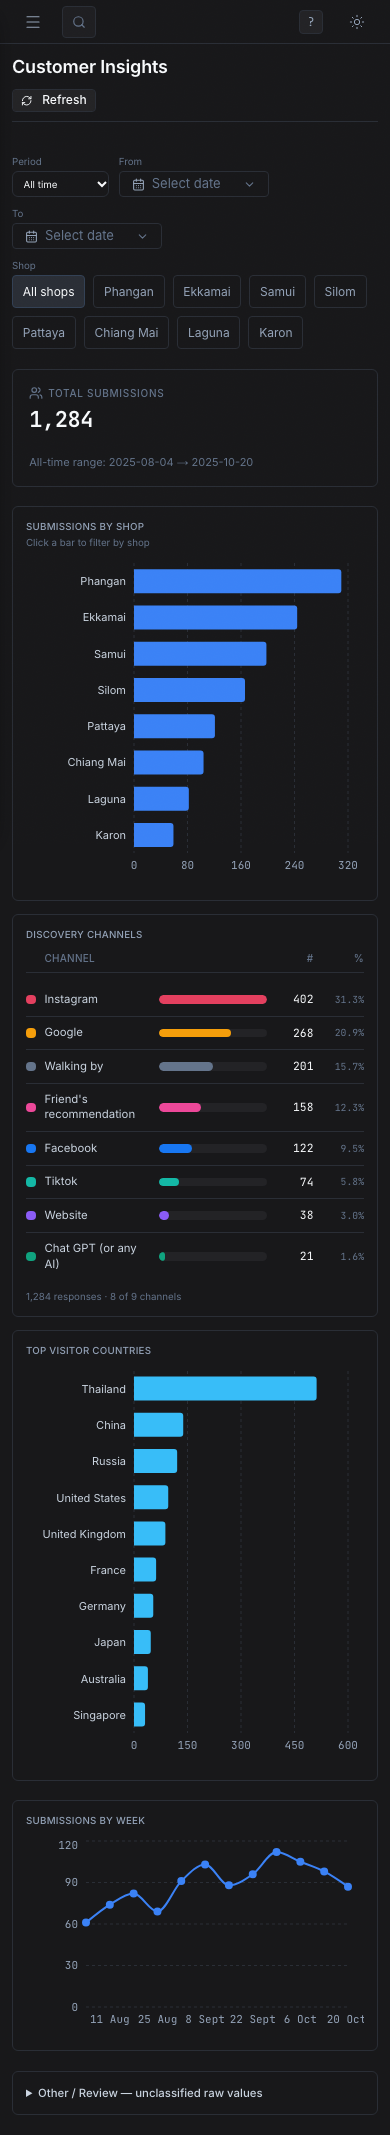 ?
Customer Insights
Refresh
Period
From
All time
Select date
To
Select date
Shop
All shops
Phangan
Ekkamai
Samui
Silom
Pattaya
Chiang Mai
Laguna
Karon
TOTAL SUBMISSIONS
1,284
All-time range: 2025-08-04 → 2025-10-20
SUBMISSIONS BY SHOP
Click a bar to filter by shop
Phangan
Ekkamai
Samui
Silom
Pattaya
Chiang Mai
Laguna
Karon
0 80 160 240 320
DISCOVERY CHANNELS
CHANNEL # %
Instagram 402 31.3%
Google 268 20.9%
Walking by 201 15.7%
Friend's
recommendation 158 12.3%
Facebook 122 9.5%
Tiktok 74 5.8%
Website 38 3.0%
Chat GPT (or any
AI) 21 1.6%
1,284 responses · 8 of 9 channels
TOP VISITOR COUNTRIES
Thailand
China
Russia
United States
United Kingdom
France
Germany
Japan
Australia
Singapore
0 150 300 450 600
SUBMISSIONS BY WEEK
120
90
60
30
0
11 Aug 25 Aug 8 Sept 22 Sept 6 Oct 20 Oct
Other / Review — unclassified raw values